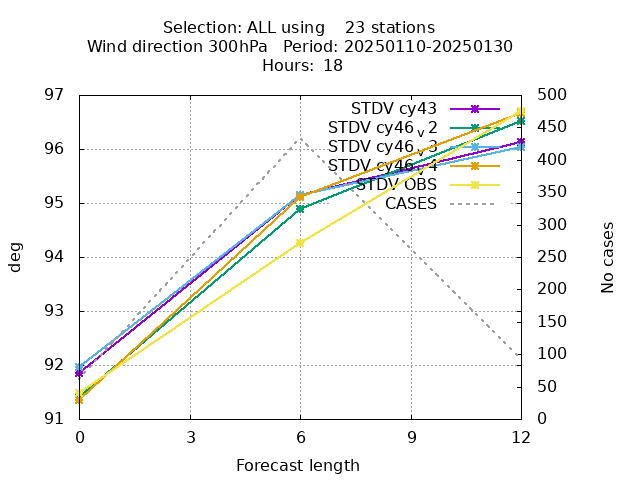 Selection: ALL using    23 stations
Wind direction 300hPa   Period: 20250110-20250130
Hours: 18
97
96
95
94
93
92
91
500
450
400
350
300
250
200
150
100
50
0
STDV cy43
STDV cy46_v2
STDV cy46_v3
STDV cy46_v4
STDV OBS
CASES
deg
No cases
0 3 6 9 12
Forecast length